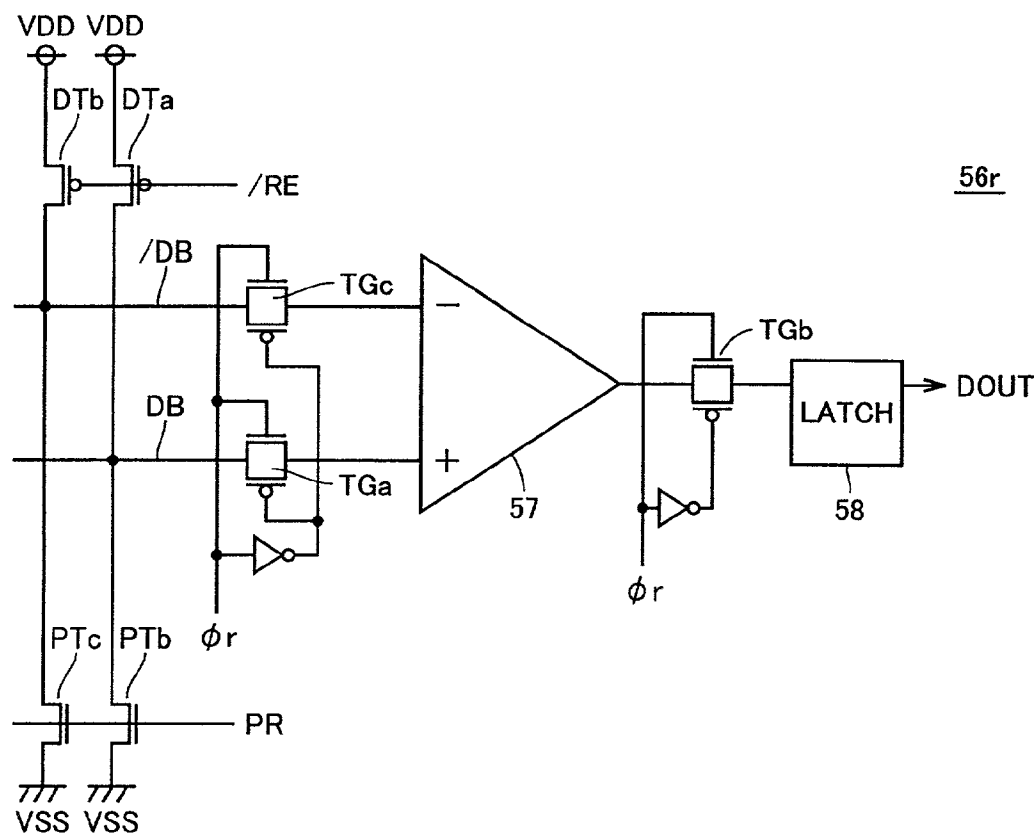 VDD VDD
DTb DTa
/RE
56r
/DB
TGc
−
TGb
DB
LATCH
DOUT
+
TGa
57
58
φr
φr
PTc PTb
PR
VSS VSS